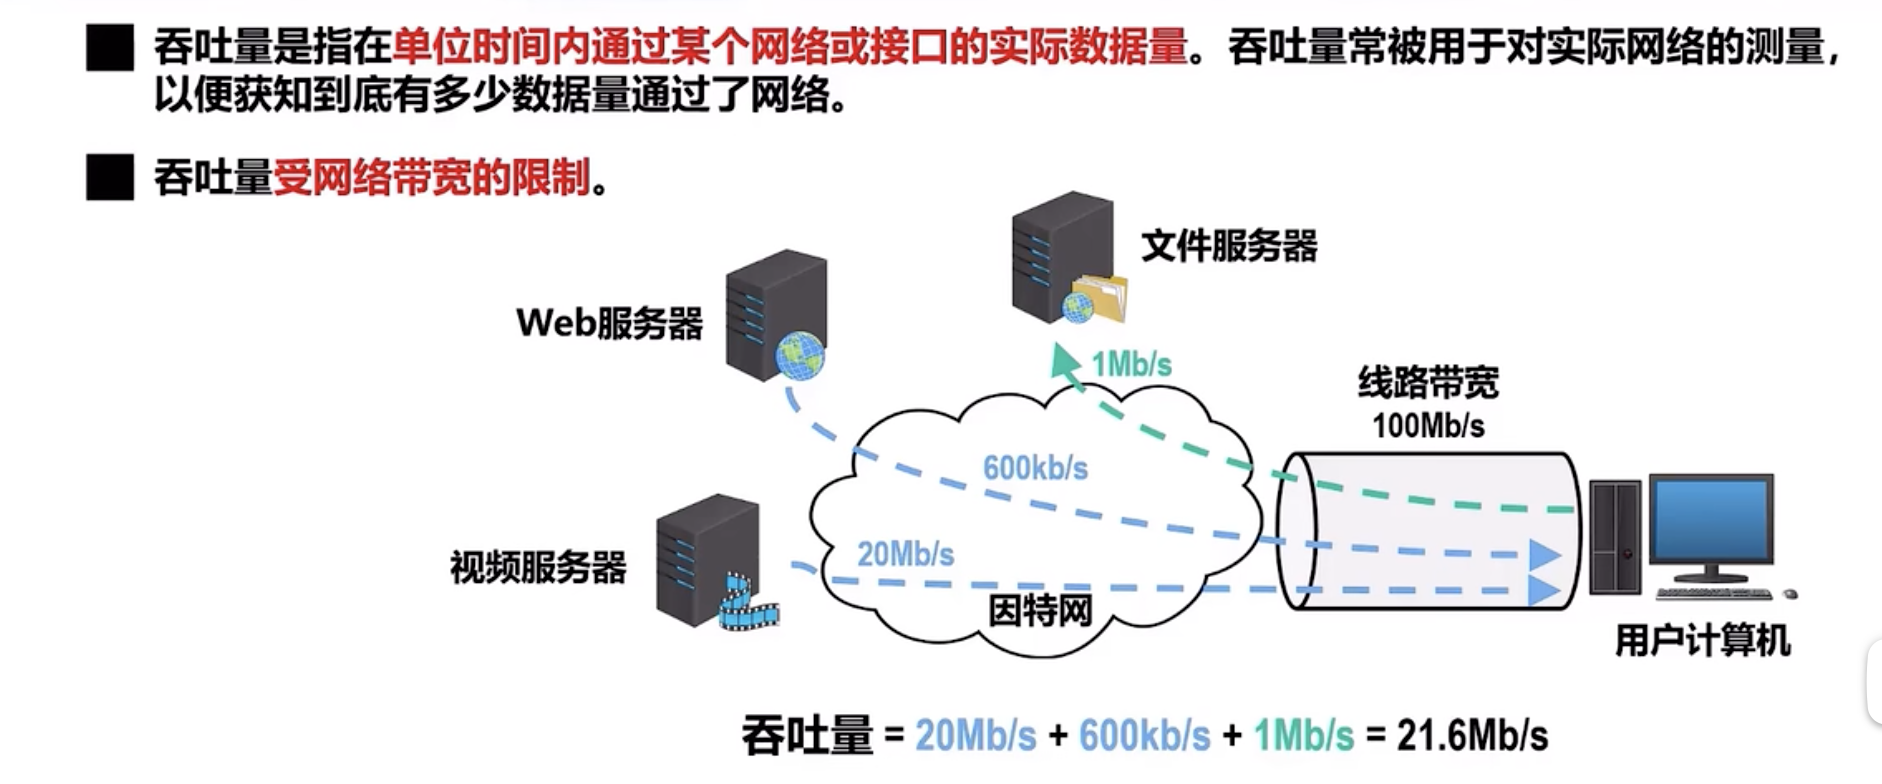 吞吐量是指在单位时间内通过某个网络或接口的实际数据量。吞吐量常被用于对实际网络的测量，
以便获知到底有多少数据量通过了网络。
吞吐量受网络带宽的限制。
文件服务器
Web服务器
1Mb/s
线路带宽
100Mb/s
600kb/s
20Mb/s
视频服务器
因特网
用户计算机
吞吐量 = 20Mb/s + 600kb/s + 1Mb/s = 21.6Mb/s